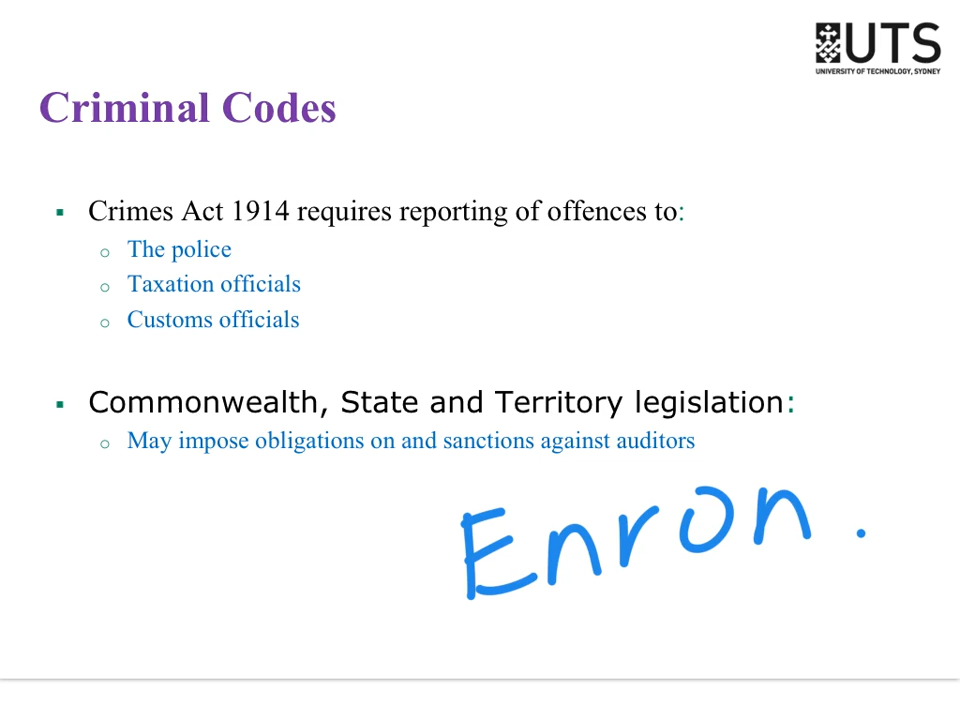 UTS
UNIVERSITY OF TECHNOLOGY, SYDNEY
Criminal Codes
▪ Crimes Act 1914 requires reporting of offences to:
o The police
o Taxation officials
o Customs officials
▪ Commonwealth, State and Territory legislation:
o May impose obligations on and sanctions against auditors
Enron.